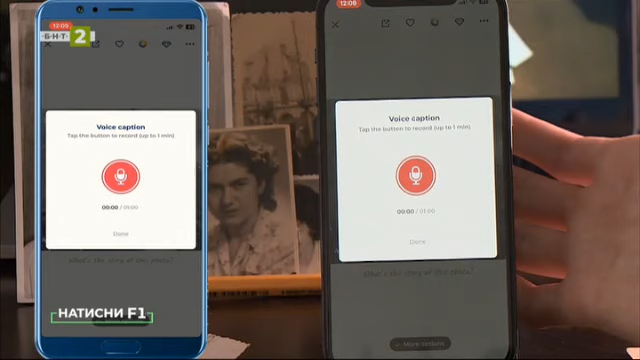 12:09
БНТ 2
Voice caption
Tap the button to record (up to 1 min)
00:00 / 01:00
Done
What's the story of this photo?
НАТИСНИ F1
12:09
Voice caption
Tap the button to record (up to 1 min)
00:00 / 01:00
Done
What's the story of this photo?
More options